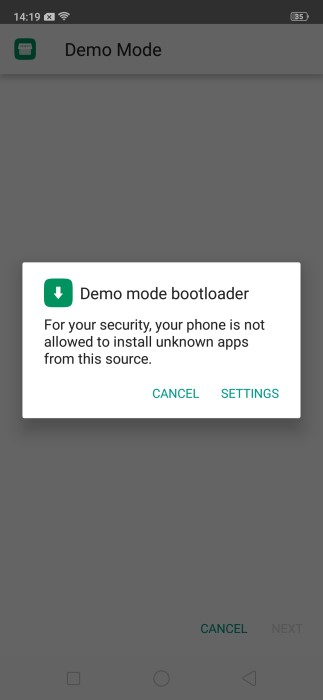 14:19
35
Demo Mode
Demo mode bootloader
For your security, your phone is not
allowed to install unknown apps
from this source.
CANCEL SETTINGS
CANCEL NEXT